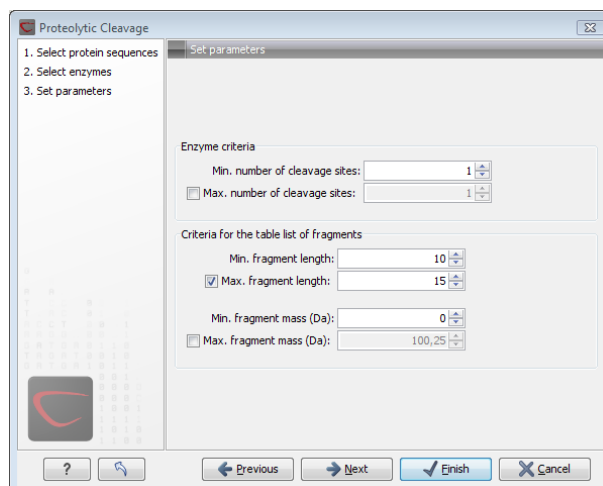 Proteolytic Cleavage
1. Select protein sequences
2. Select enzymes
3. Set parameters
Set parameters
Enzyme criteria
Min. number of cleavage sites: 1
Max. number of cleavage sites: 1
Criteria for the table list of fragments
Min. fragment length: 10
Max. fragment length: 15
Min. fragment mass (Da): 0
Max. fragment mass (Da): 100,25
? Previous Next Finish Cancel